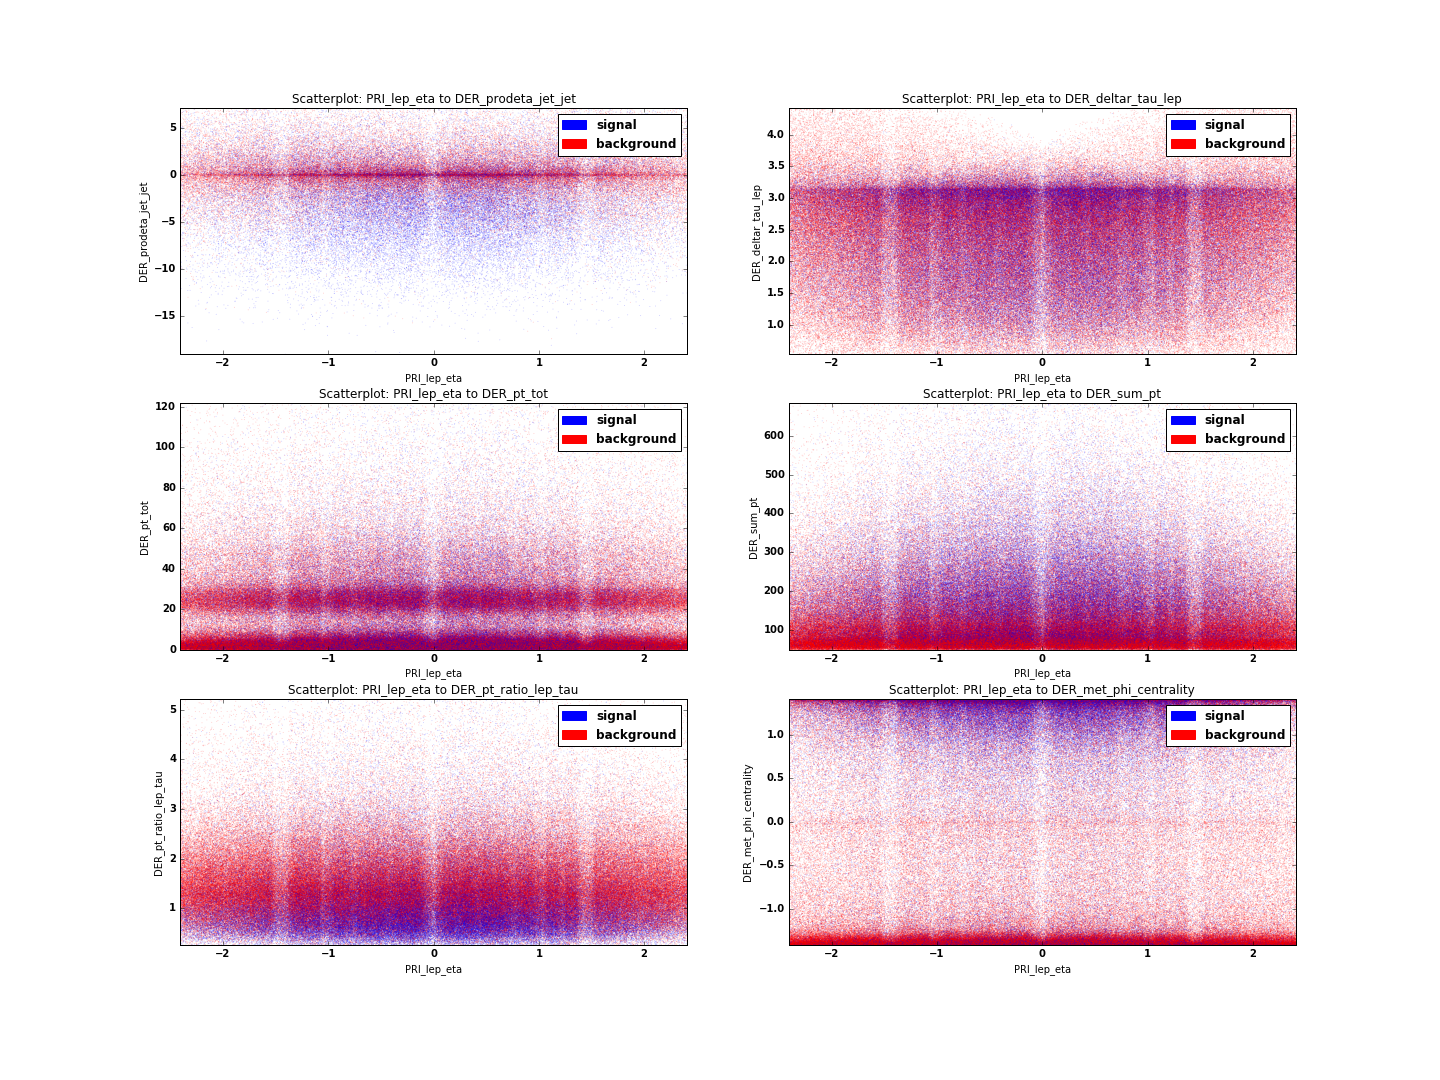 Scatterplot: PRI_lep_eta to DER_prodeta_jet_jet
signal
background
5
0
−5
−10
−15
DER_prodeta_jet_jet
−2 −1 0 1 2
PRI_lep_eta
Scatterplot: PRI_lep_eta to DER_deltar_tau_lep
signal
background
4.0
3.5
3.0
2.5
2.0
1.5
1.0
DER_deltar_tau_lep
−2 −1 0 1 2
PRI_lep_eta
Scatterplot: PRI_lep_eta to DER_pt_tot
signal
background
120
100
80
60
40
20
0
DER_pt_tot
−2 −1 0 1 2
PRI_lep_eta
Scatterplot: PRI_lep_eta to DER_sum_pt
signal
background
600
500
400
300
200
100
DER_sum_pt
−2 −1 0 1 2
PRI_lep_eta
Scatterplot: PRI_lep_eta to DER_pt_ratio_lep_tau
signal
background
5
4
3
2
1
DER_pt_ratio_lep_tau
−2 −1 0 1 2
PRI_lep_eta
Scatterplot: PRI_lep_eta to DER_met_phi_centrality
signal
background
1.0
0.5
0.0
−0.5
−1.0
DER_met_phi_centrality
−2 −1 0 1 2
PRI_lep_eta